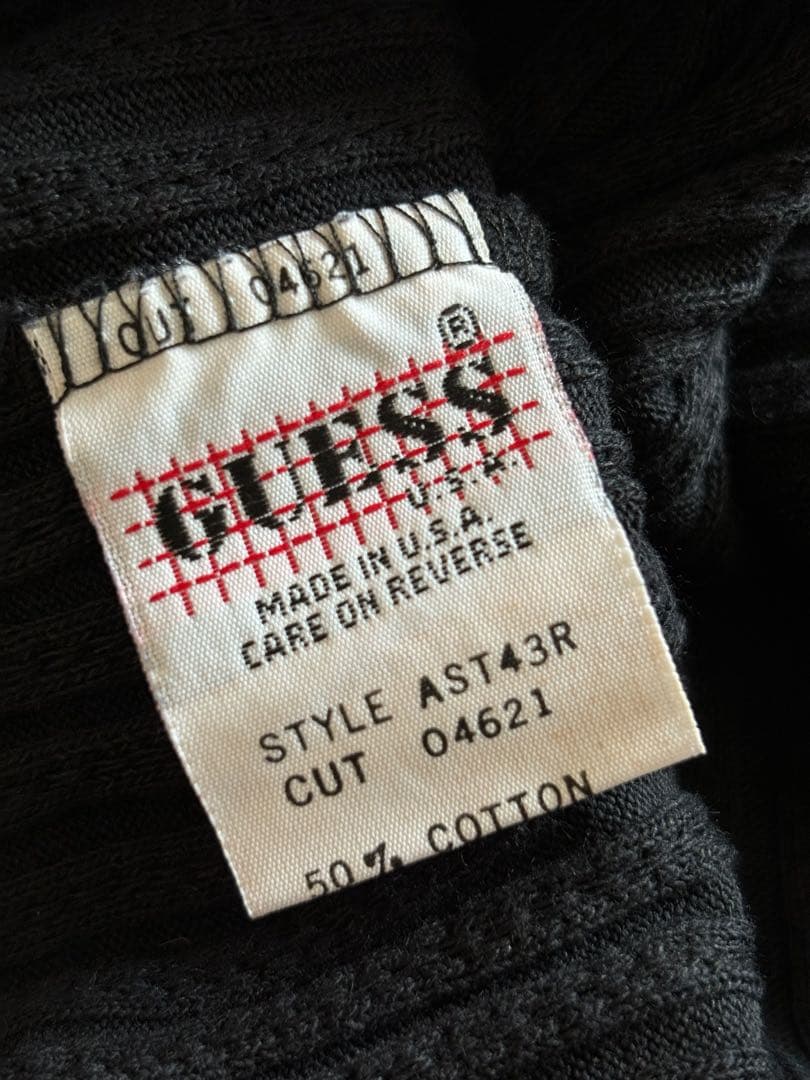 CUT 04621
®
GUESS
U.S.A.
MADE IN U.S.A.
CARE ON REVERSE
STYLE AST43R
CUT 04621
50% COTTON